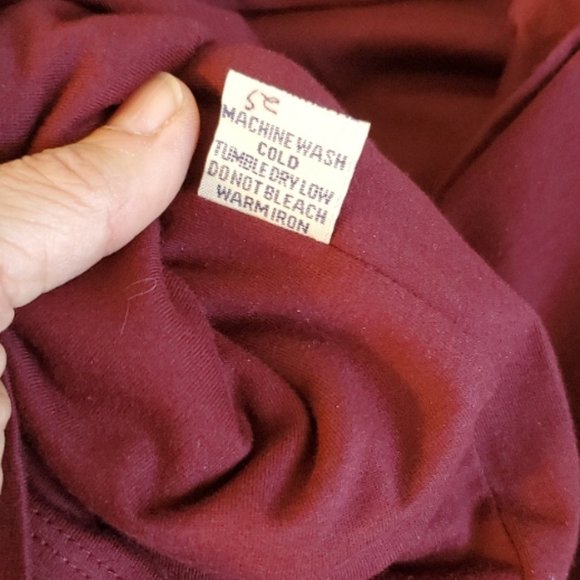 MACHINE WASH
COLD
TUMBLE DRY LOW
DO NOT BLEACH
WARM IRON